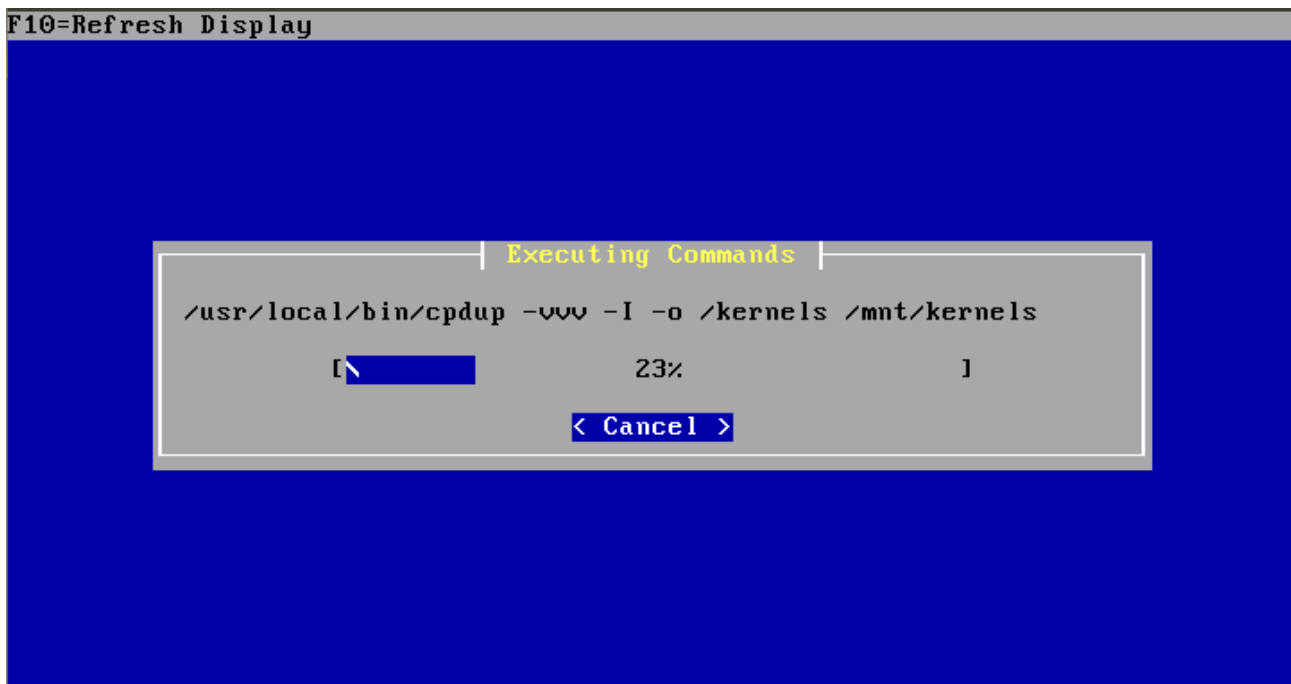 F10=Refresh Display
Executing Commands
/usr/local/bin/cpdup -vvv -I -o /kernels /mnt/kernels
[\ 23% ]
< Cancel >